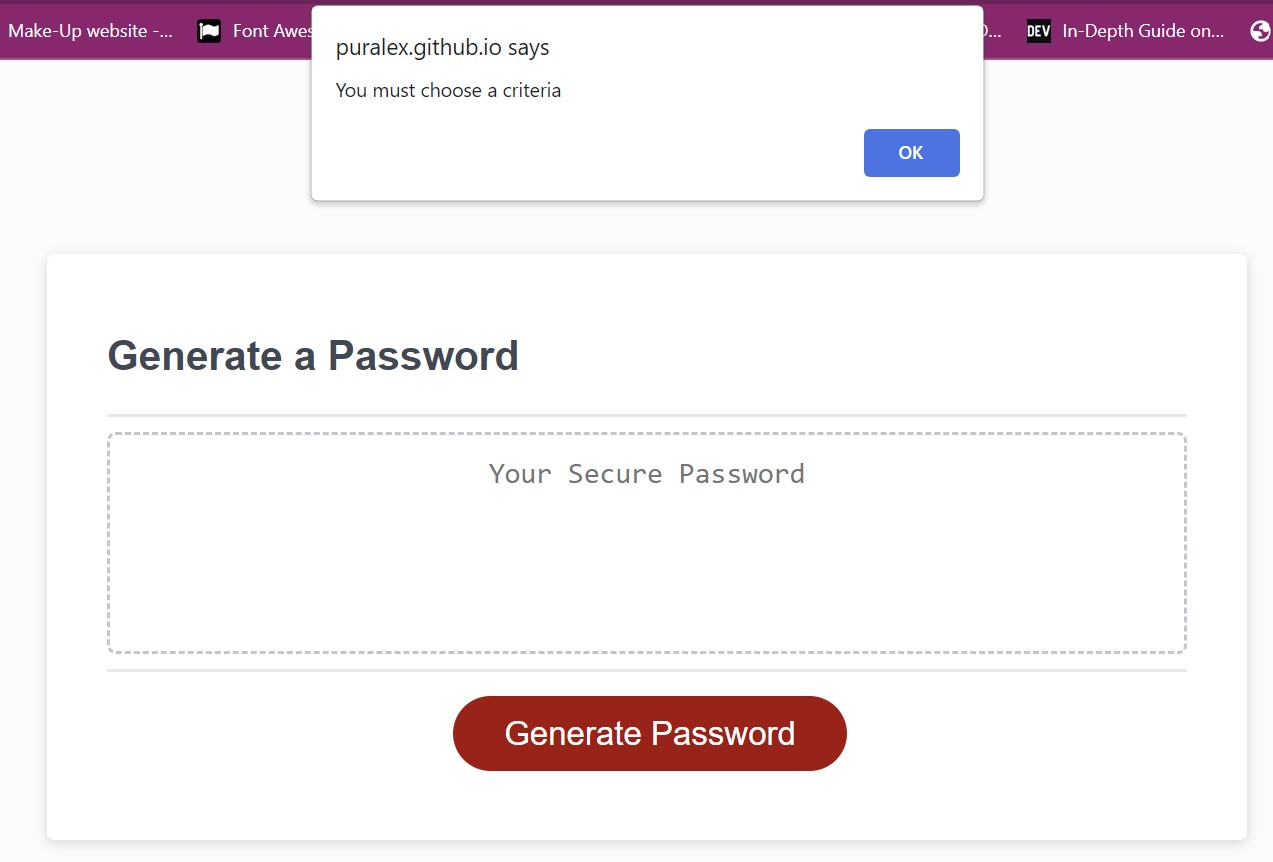 Make-Up website -...
Font Awes
...
DEV
In-Depth Guide on...
puralex.github.io says
You must choose a criteria
OK
Generate a Password
Your Secure Password
Generate Password